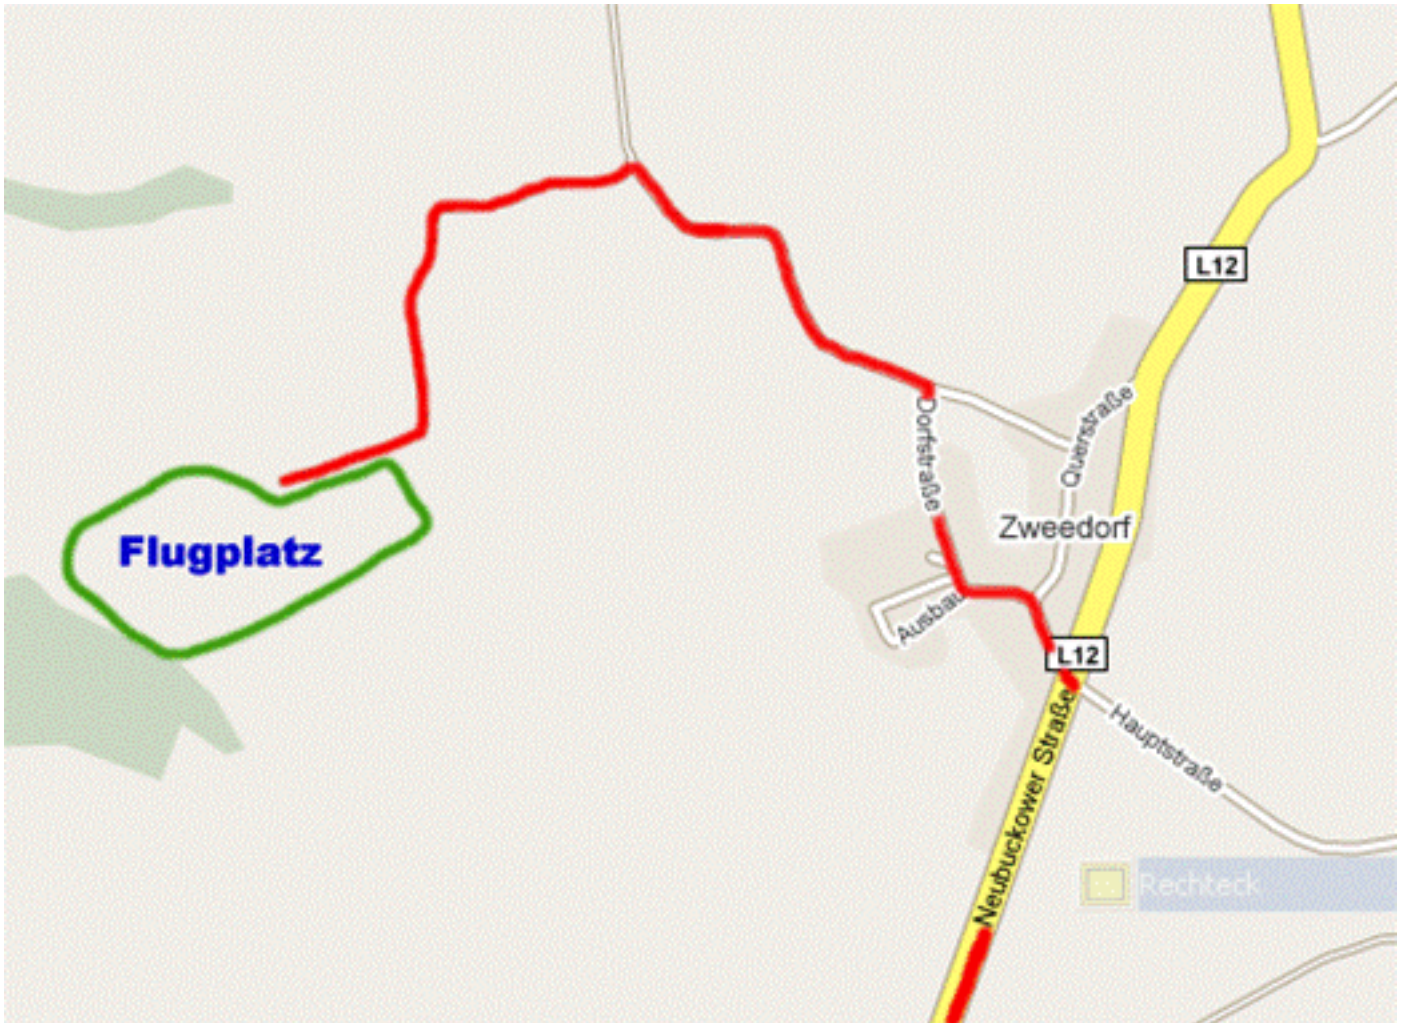 L12
Dorfstraße
Querstraße
Zweedorf
Flugplatz
Ausbau
L12
Hauptstraße
Neubuckower Straße
Rechteck